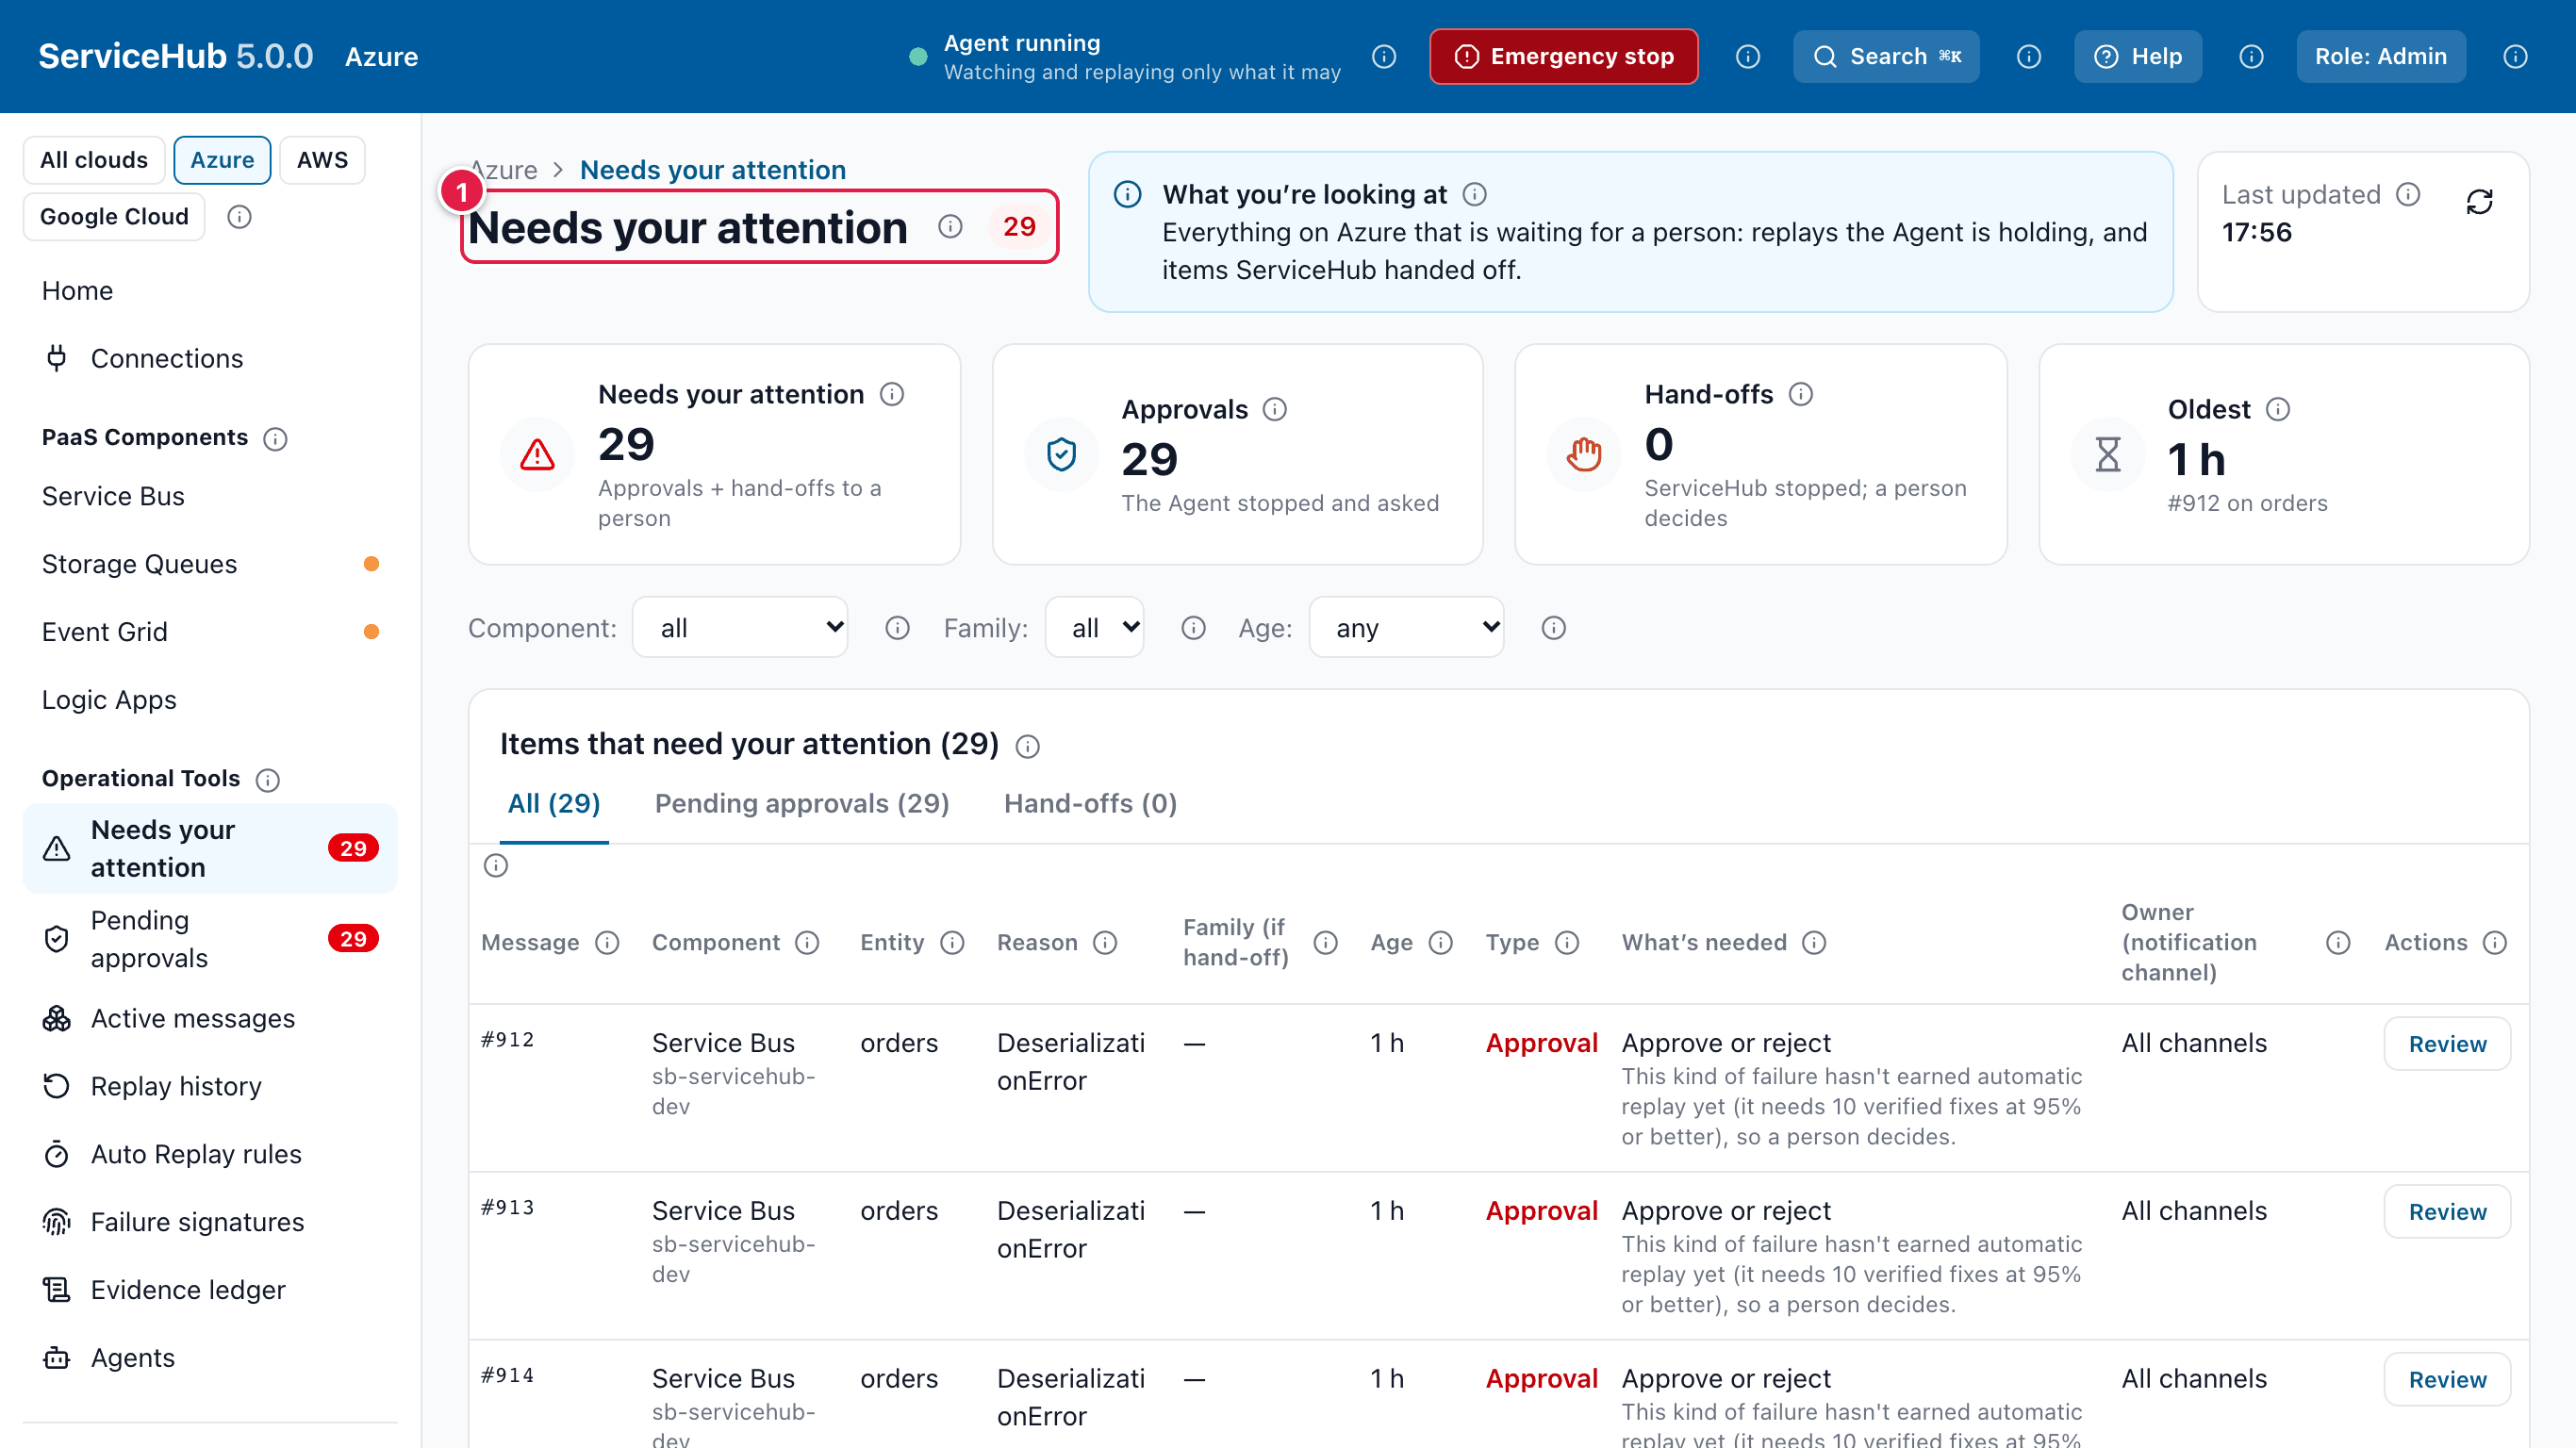 ServiceHub 5.0.0 Azure
Agent running
Watching and replaying only what it may
Emergency stop
Search ⌘K
Help
Role: Admin
All clouds
Azure
AWS
Google Cloud
Home
Connections
PaaS Components
Service Bus
Storage Queues
Event Grid
Logic Apps
Operational Tools
Needs your
attention
29
Pending
approvals
29
Active messages
Replay history
Auto Replay rules
Failure signatures
Evidence ledger
Agents
Azure > Needs your attention
1
Needs your attention 29
What you’re looking at
Everything on Azure that is waiting for a person: replays the Agent is holding, and
items ServiceHub handed off.
Last updated
17:56
Needs your attention
29
Approvals + hand-offs to a
person
Approvals
29
The Agent stopped and asked
Hand-offs
0
ServiceHub stopped; a person
decides
Oldest
1 h
#912 on orders
Component: all
Family: all
Age: any
Items that need your attention (29)
All (29)
Pending approvals (29)
Hand-offs (0)
Message
Component
Entity
Reason
Family (if
hand-off)
Age
Type
What’s needed
Owner
(notification
channel)
Actions
#912
Service Bus
sb-servicehub-
dev
orders
Deserializati
onError
—
1 h
Approval
Approve or reject
This kind of failure hasn't earned automatic
replay yet (it needs 10 verified fixes at 95%
or better), so a person decides.
All channels
Review
#913
Service Bus
sb-servicehub-
dev
orders
Deserializati
onError
—
1 h
Approval
Approve or reject
This kind of failure hasn't earned automatic
replay yet (it needs 10 verified fixes at 95%
or better), so a person decides.
All channels
Review
#914
Service Bus
sb-servicehub-
dev
orders
Deserializati
onError
—
1 h
Approval
Approve or reject
This kind of failure hasn't earned automatic
replay yet (it needs 10 verified fixes at 95%
All channels
Review